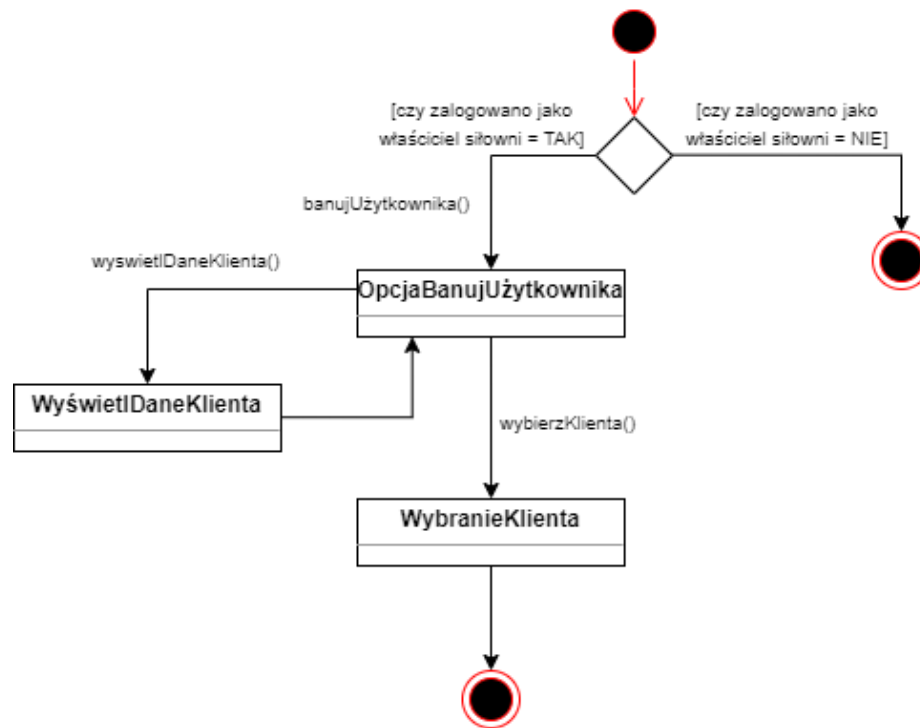 [czy zalogowano jako
właściciel siłowni = TAK]
[czy zalogowano jako
właściciel siłowni = NIE]
banujUżytkownika()
wyswietlDaneKlienta()
OpcjaBanujUżytkownika
WyświetlDaneKlienta
wybierzKlienta()
WybranieKlienta